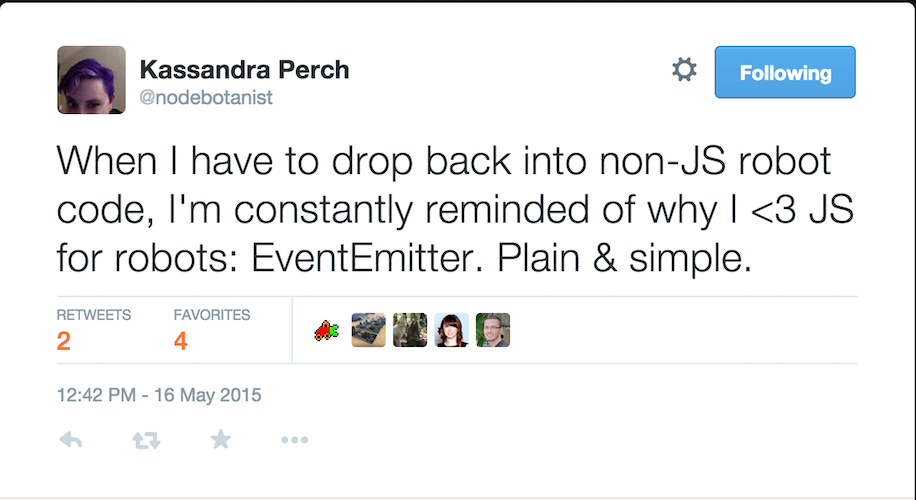 Kassandra Perch
@nodebotanist
Following
When I have to drop back into non-JS robot
code, I'm constantly reminded of why I <3 JS
for robots: EventEmitter. Plain & simple.
RETWEETS
2
FAVORITES
4
12:42 PM - 16 May 2015